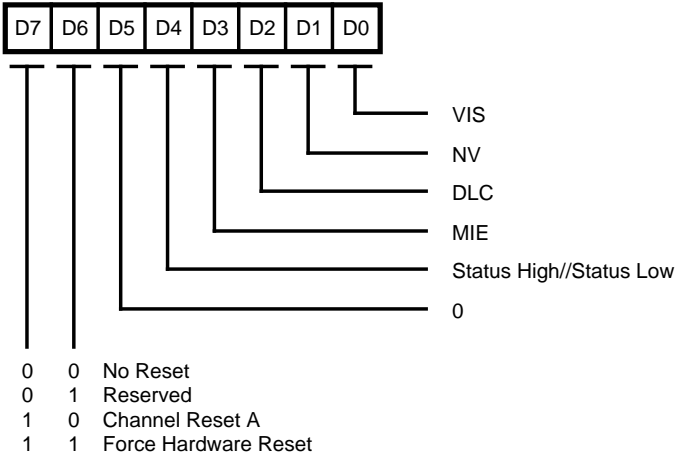 D7 D6 D5 D4 D3 D2 D1 D0
VIS
NV
DLC
MIE
Status High//Status Low
0
0 0 No Reset
0 1 Reserved
1 0 Channel Reset A
1 1 Force Hardware Reset